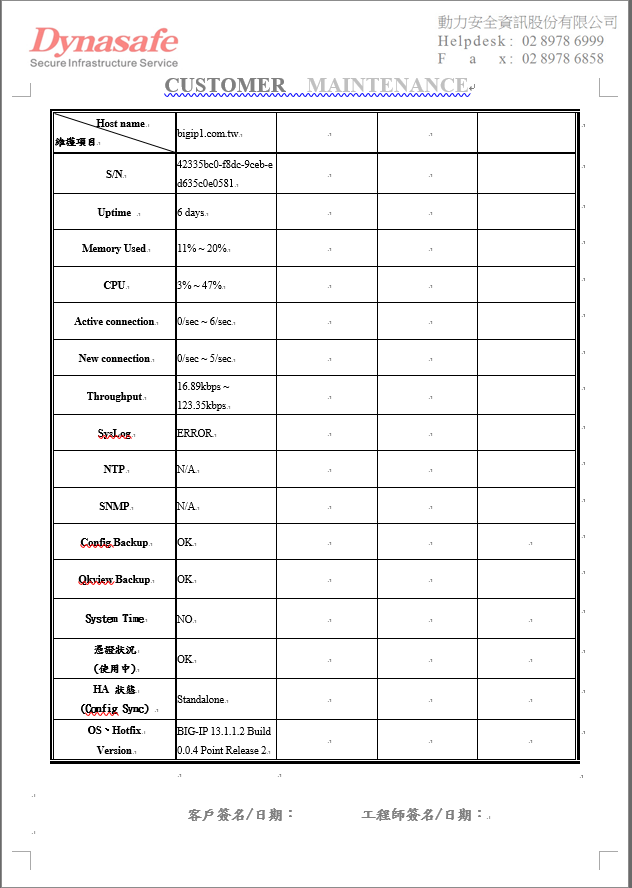 Dynasafe
Secure Infrastructure Service
動力安全資訊股份有限公司
Helpdesk: 02 8978 6999
Fax: 02 8978 6858
CUSTOMER MAINTENANCE
Host name
維護項目
bigip1.com.tw
S/N
42335bc0-f8dc-9ceb-e
d635c0e0581
Uptime
6 days
Memory Used
11% ~ 20%
CPU
3% ~ 47%
Active connection
0/sec ~ 6/sec
New connection
0/sec ~ 5/sec
Throughput
16.89kbps ~
123.35kbps
SysLog
ERROR
NTP
N/A
SNMP
N/A
Config Backup
OK
Qkview Backup
OK
System Time
NO
憑證狀況
(使用中)
OK
HA 狀態
(Config Sync)
Standalone
OS、Hotfix
Version
BIG-IP 13.1.1.2 Build
0.0.4 Point Release 2
客戶簽名/日期：
工程師簽名/日期：